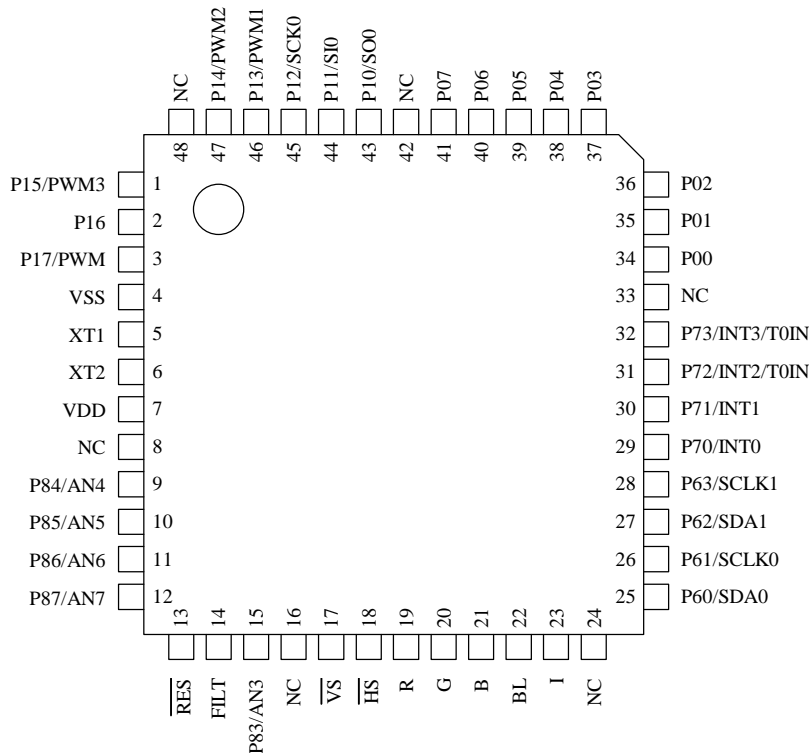 NC
P14/PWM2
P13/PWM1
P12/SCK0
P11/SI0
P10/SO0
NC
P07
P06
P05
P04
P03
48
47
46
45
44
43
42
41
40
39
38
37
P15/PWM3 1
P16 2
P17/PWM 3
VSS 4
XT1 5
XT2 6
VDD 7
NC 8
P84/AN4 9
P85/AN5 10
P86/AN6 11
P87/AN7 12
36 P02
35 P01
34 P00
33 NC
32 P73/INT3/T0IN
31 P72/INT2/T0IN
30 P71/INT1
29 P70/INT0
28 P63/SCLK1
27 P62/SDA1
26 P61/SCLK0
25 P60/SDA0
13
14
15
16
17
18
19
20
21
22
23
24
RES
FILT
P83/AN3
NC
VS
HS
R
G
B
BL
I
NC